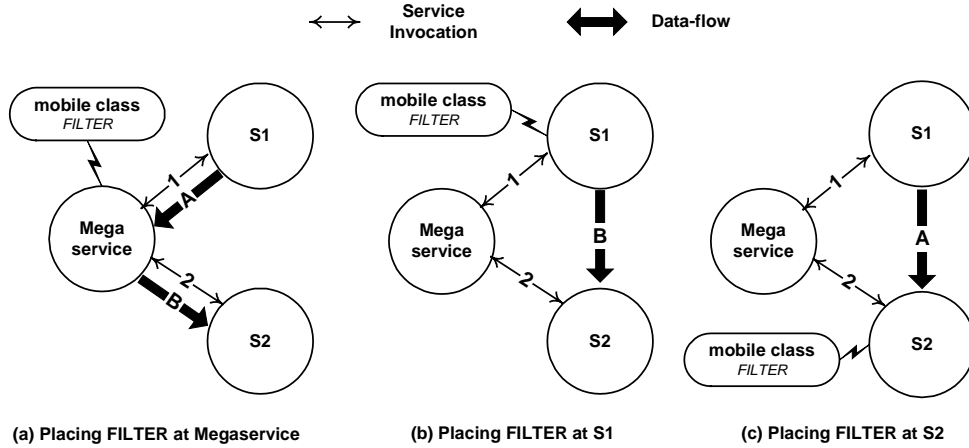 Service
Invocation
Data-flow
mobile class
FILTER
S1
1
A
Mega
service
2
B
S2
(a) Placing FILTER at Megaservice
mobile class
FILTER
S1
1
Mega
service
B
2
S2
(b) Placing FILTER at S1
S1
1
Mega
service
A
2
S2
mobile class
FILTER
(c) Placing FILTER at S2